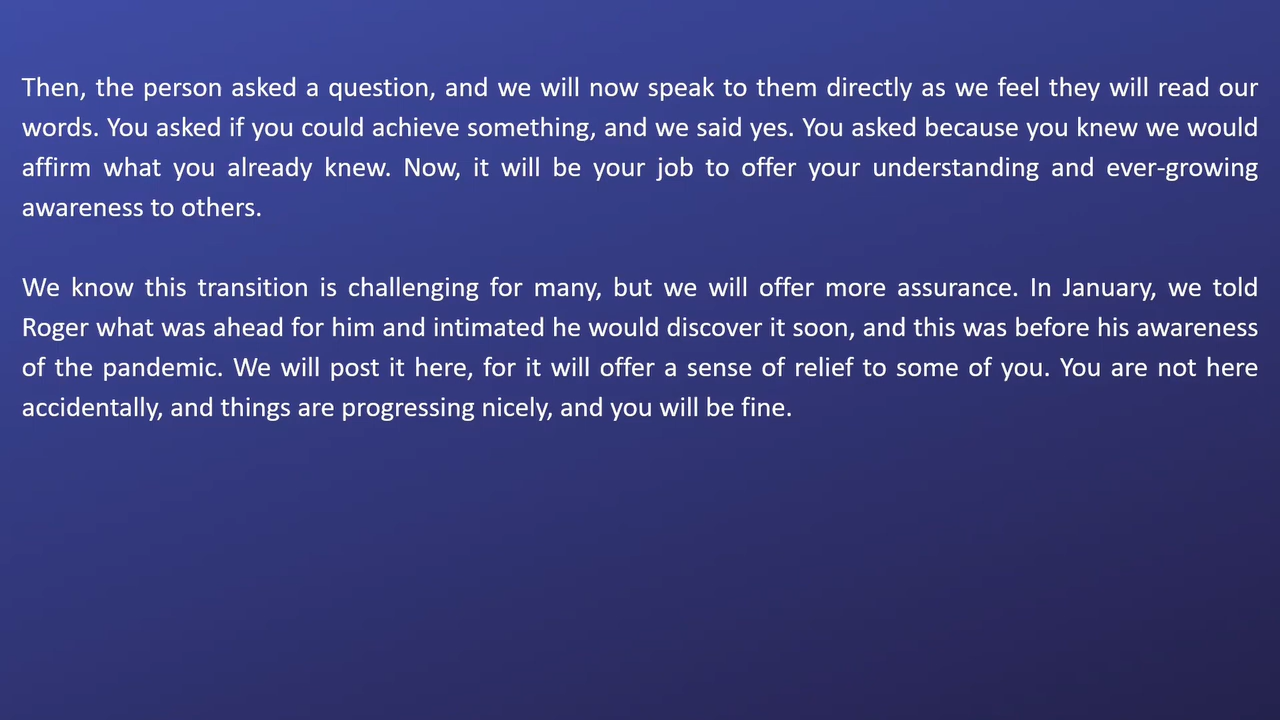 Then, the person asked a question, and we will now speak to them directly as we feel they will read our
words. You asked if you could achieve something, and we said yes. You asked because you knew we would
affirm what you already knew. Now, it will be your job to offer your understanding and ever-growing
awareness to others.
We know this transition is challenging for many, but we will offer more assurance. In January, we told
Roger what was ahead for him and intimated he would discover it soon, and this was before his awareness
of the pandemic. We will post it here, for it will offer a sense of relief to some of you. You are not here
accidentally, and things are progressing nicely, and you will be fine.